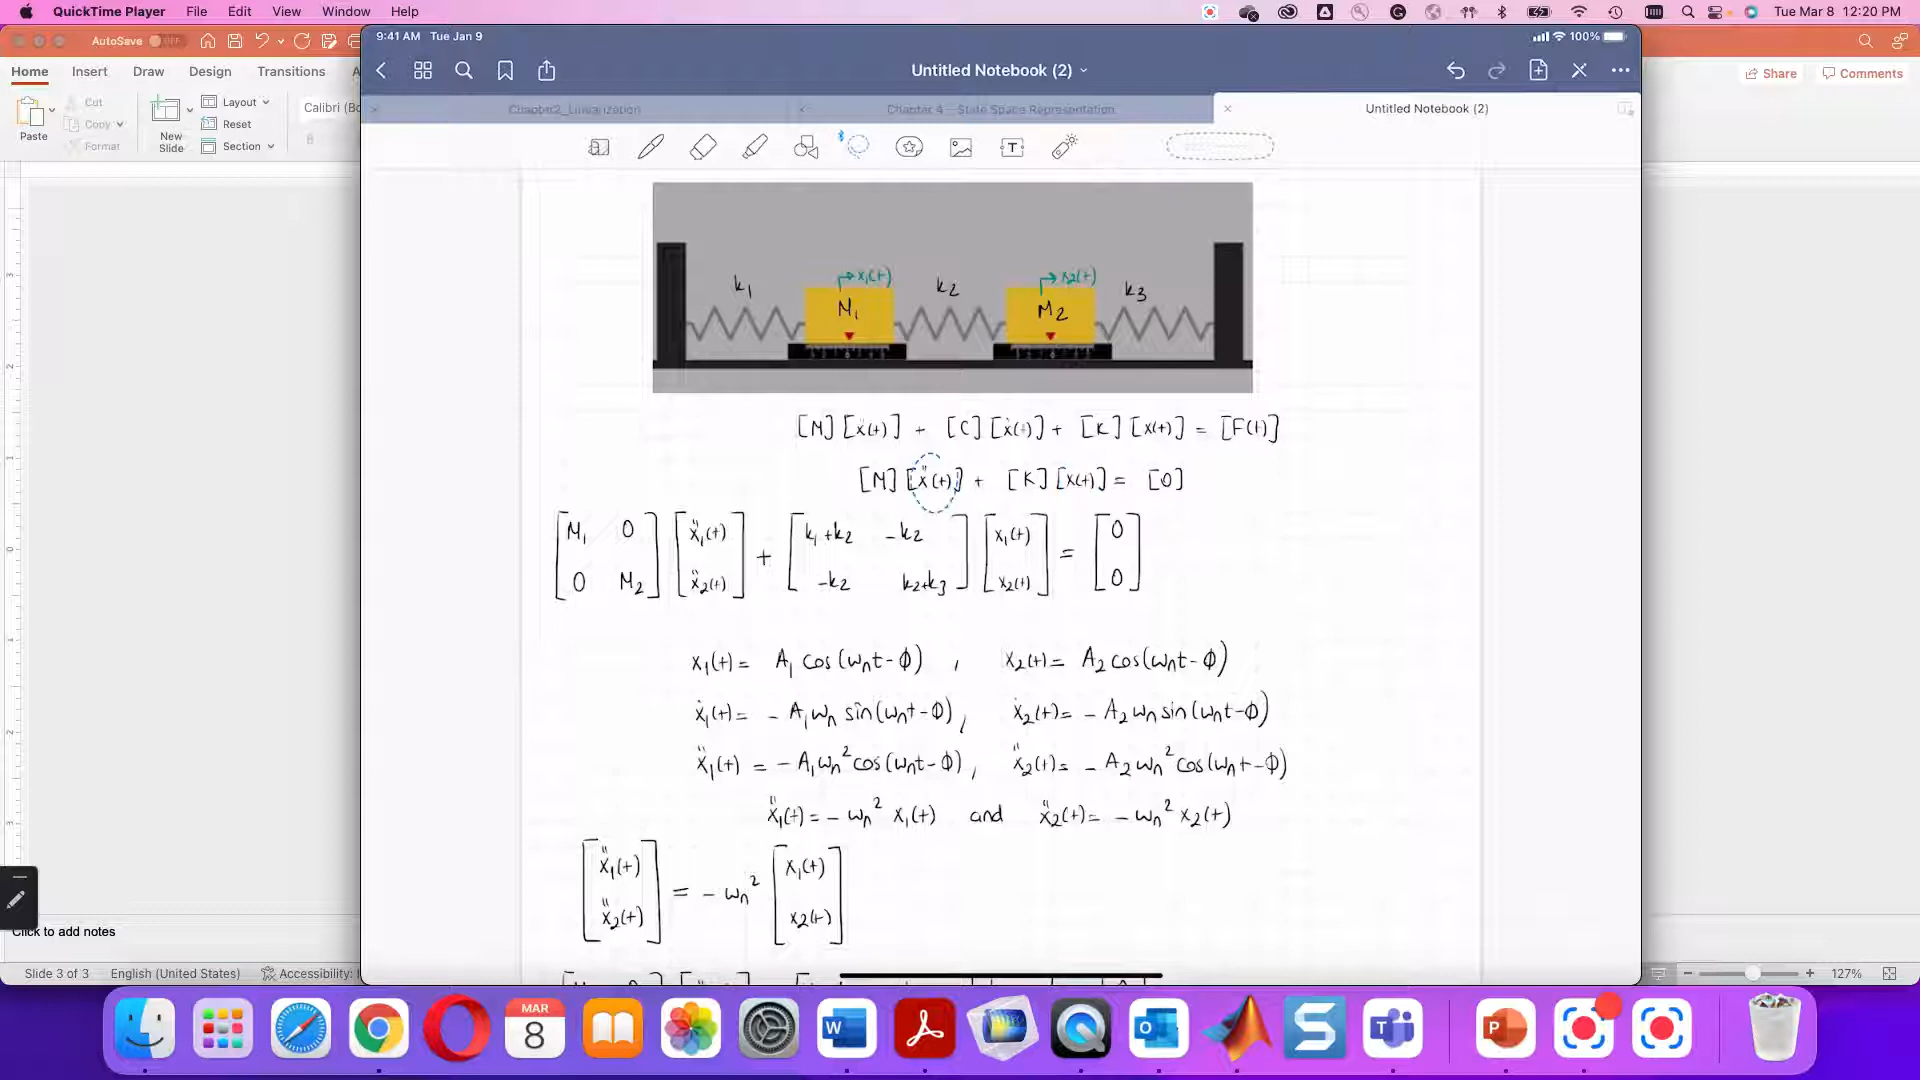 QuickTime Player File Edit View Window Help Tue Mar 8 12:20 PM
AutoSave
Home Insert Draw Design Transitions
Share Comments
Paste
Cut
Copy
Format
New Slide
Layout
Reset
Section
Calibri (Bo
9:41 AM Tue Jan 9 100%
Untitled Notebook (2)
Chapter2_Linearization Chapter 4 – State Space Representation Untitled Notebook (2)
k1 x1(t) k2 x2(t) k3
M1 M2
[M][ẍ(t)] + [C][ẋ(t)] + [K][x(t)] = [F(t)]
[M][ẍ(t)] + [K][x(t)] = [0]
[M1 0] [ẍ1(t)] + [k1+k2 -k2] [x1(t)] = [0]
[0 M2] [ẍ2(t)] [-k2 k2+k3] [x2(t)] [0]
x1(t) = A1 cos(ωnt-Φ) , x2(t) = A2 cos(ωnt-Φ)
ẋ1(t) = - A1ωn sin(ωnt-Φ), ẋ2(t) = - A2 ωn sin(ωnt-Φ)
ẍ1(t) = - A1ωn² cos(ωnt-Φ), ẍ2(t) = - A2 ωn² cos(ωnt-Φ)
ẍ1(t) = - ωn² x1(t) and ẍ2(t) = - ωn² x2(t)
[ẍ1(t)] = - ωn² [x1(t)]
[ẍ2(t)] [x2(t)]
Click to add notes
Slide 3 of 3 English (United States) Accessibility: 127%
MAR
8